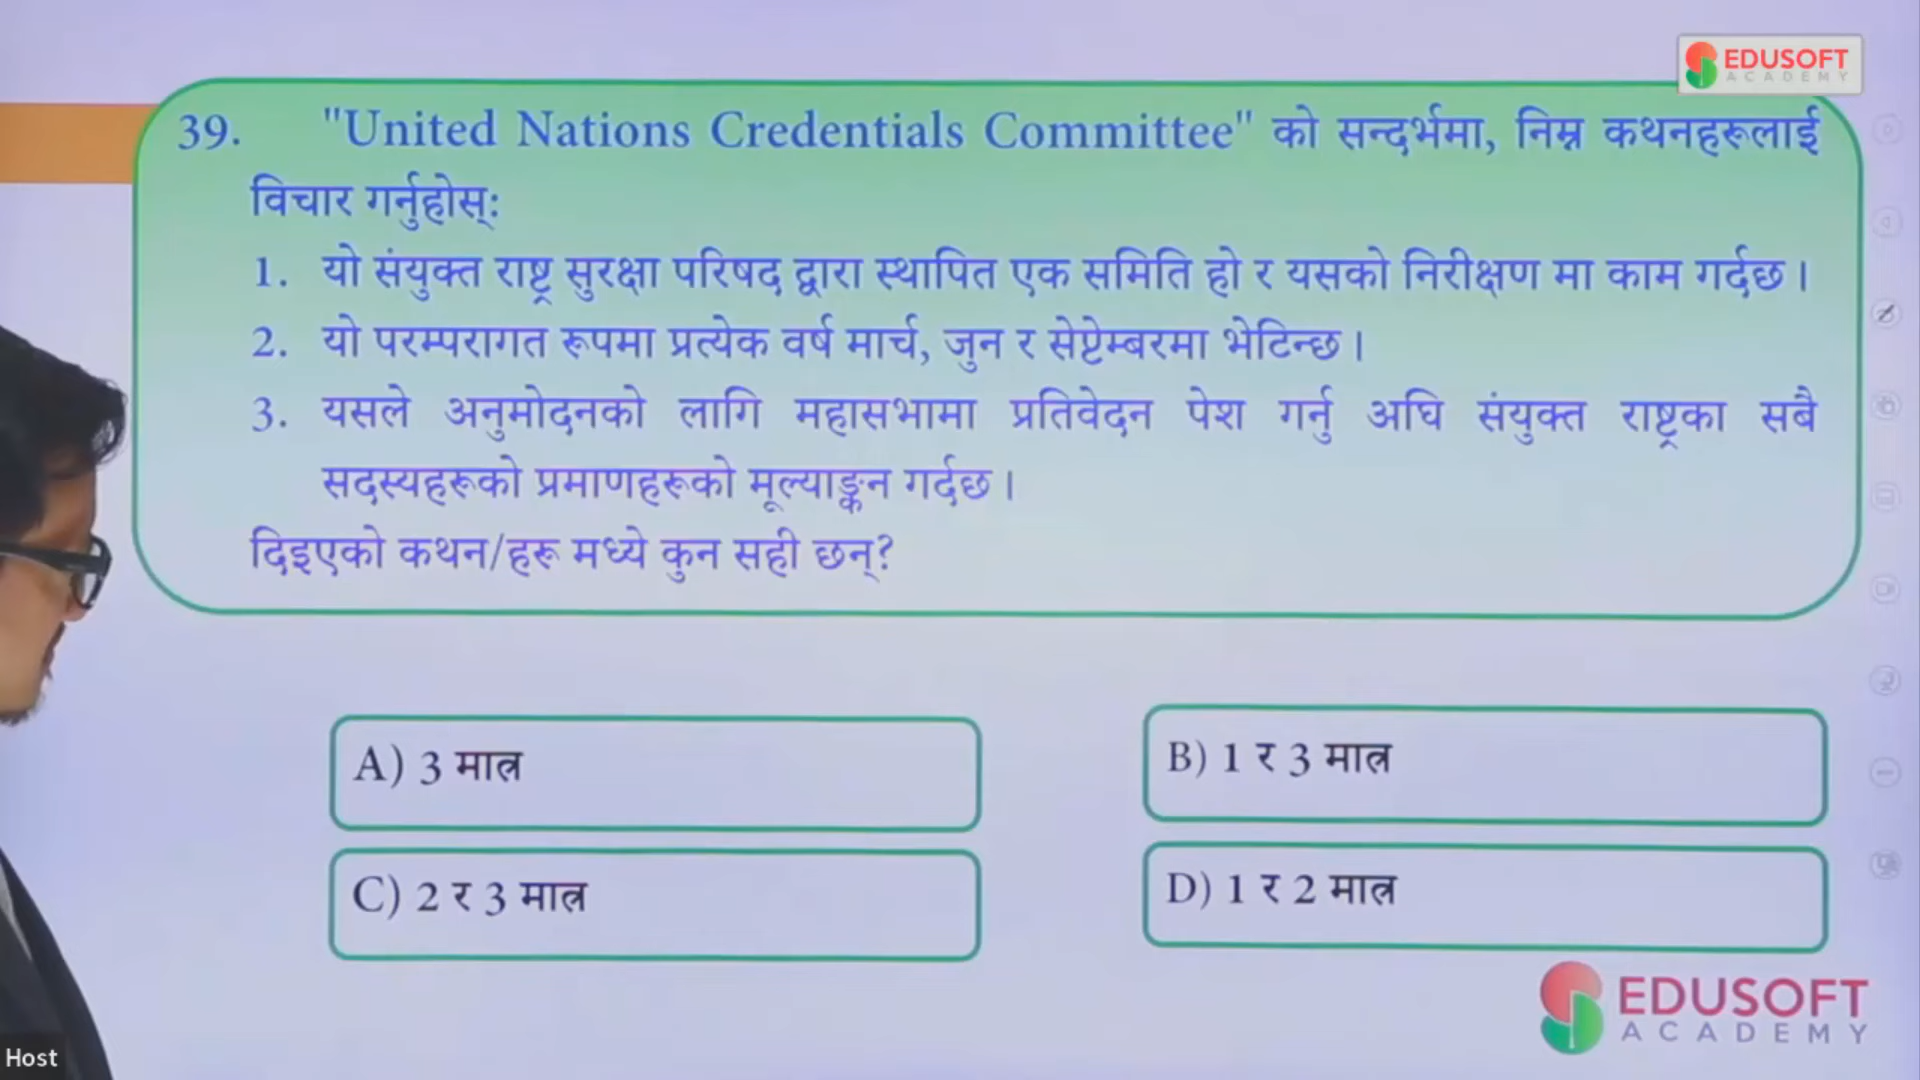 EDUSOFT
ACADEMY
39. "United Nations Credentials Committee" को सन्दर्भमा, निम्न कथनहरूलाई
विचार गर्नुहोस्:
1. यो संयुक्त राष्ट्र सुरक्षा परिषद द्वारा स्थापित एक समिति हो र यसको निरीक्षण मा काम गर्दछ ।
2. यो परम्परागत रूपमा प्रत्येक वर्ष मार्च, जुन र सेप्टेम्बरमा भेटिन्छ ।
3. यसले अनुमोदनको लागि महासभामा प्रतिवेदन पेश गर्नु अघि संयुक्त राष्ट्रका सबै
सदस्यहरूको प्रमाणहरूको मूल्याङ्कन गर्दछ ।
दिइएको कथन/हरू मध्ये कुन सही छन्?
A) 3 मात्र
B) 1 र 3 मात्र
C) 2 र 3 मात्र
D) 1 र 2 मात्र
EDUSOFT
ACADEMY
Host